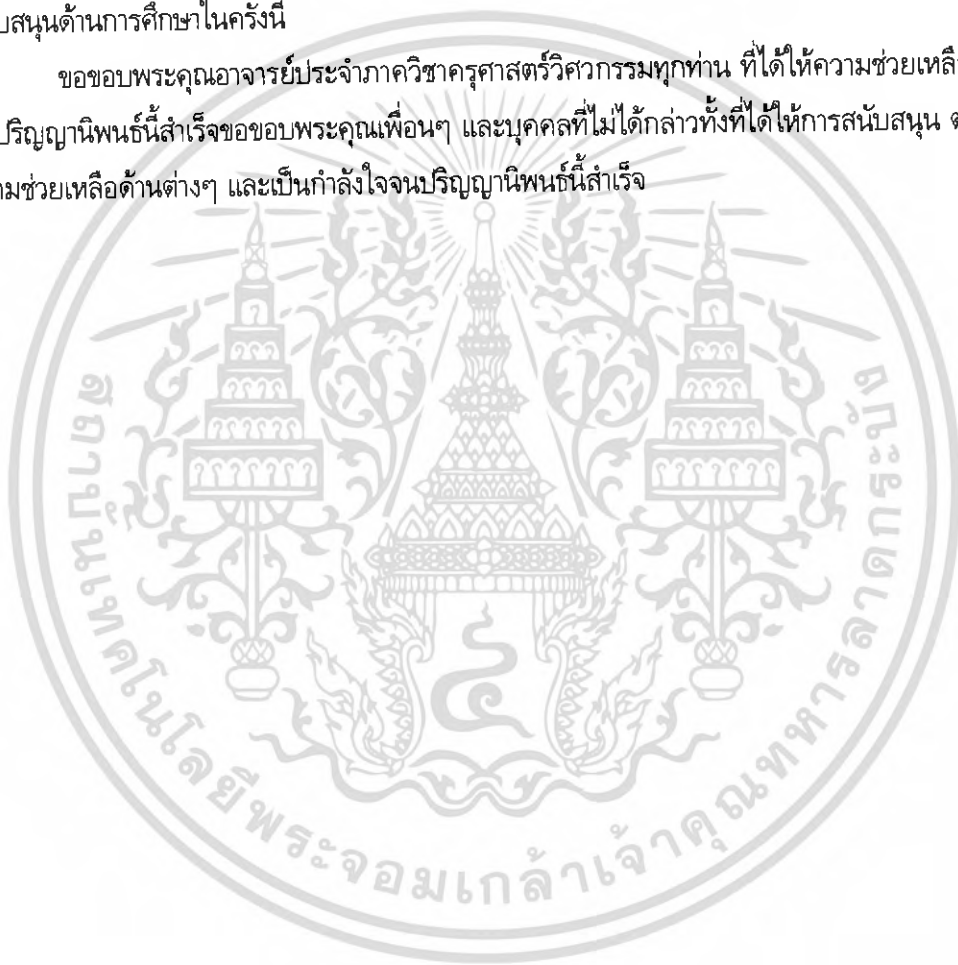 บสนุนด้านการศึกษาในครั้งนี้
ขอขอบพระคุณอาจารย์ประจำภาควิชาครุศาสตร์วิศวกรรมทุกท่าน ที่ได้ให้ความช่วยเหลื
ปริญญานิพนธ์นี้สำเร็จขอขอบพระคุณเพื่อนๆ และบุคคลที่ไม่ได้กล่าวทั้งที่ได้ให้การสนับสนุน ต
ามช่วยเหลือด้านต่างๆ และเป็นกำลังใจจนปริญญานิพนธ์นี้สำเร็จ
สถาบันเทคโนโลยีพระจอมเกล้าเจ้าคุณทหารลาดกระบัง